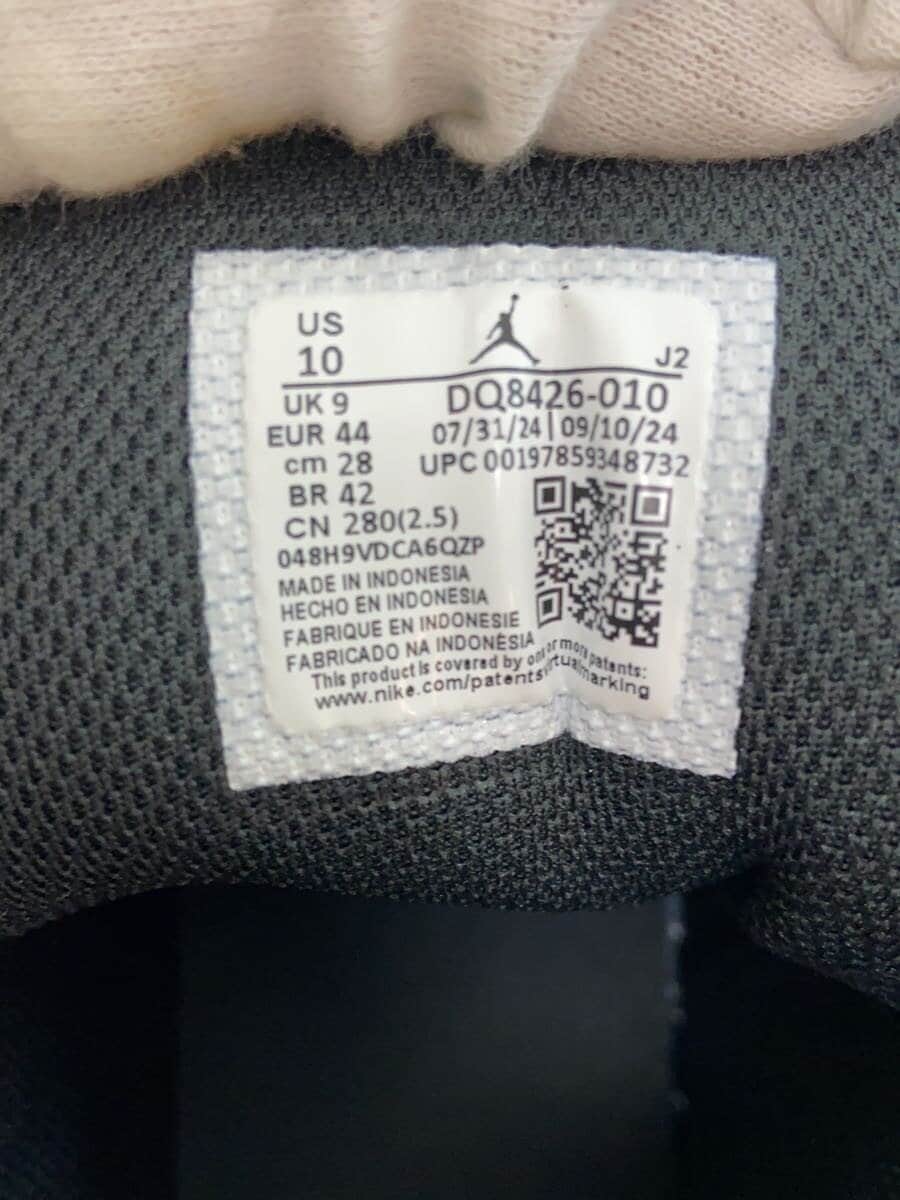 US
10
J2
UK 9
DQ8426-010
EUR 44
07/31/24 | 09/10/24
cm 28
UPC 00197859348732
BR 42
CN 280(2.5)
048H9VDCA6QZP
MADE IN INDONESIA
HECHO EN INDONESIA
FABRIQUE EN INDONESIE
FABRICADO NA INDONÉSIA
This product is covered by one or more patents:
www.nike.com/patentsvirtualmarking